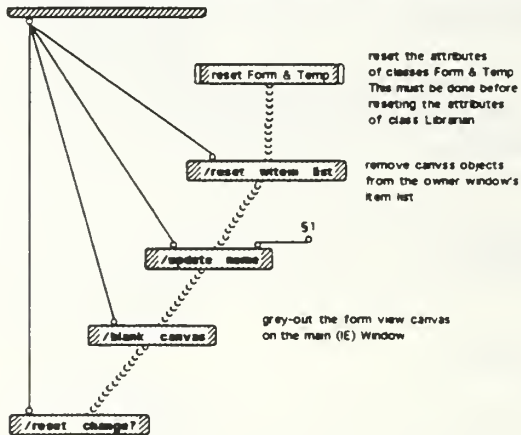 reset Form & Temp
reset the attributes
of classes Form & Temp
This must be done before
reseting the attributes
of class Librarian
/reset witem list
remove canvss objects
from the owner window's
item list
§1
/update name
/blank canvas
grey-out the form view canvas
on the main (IE) Window
/reset change?